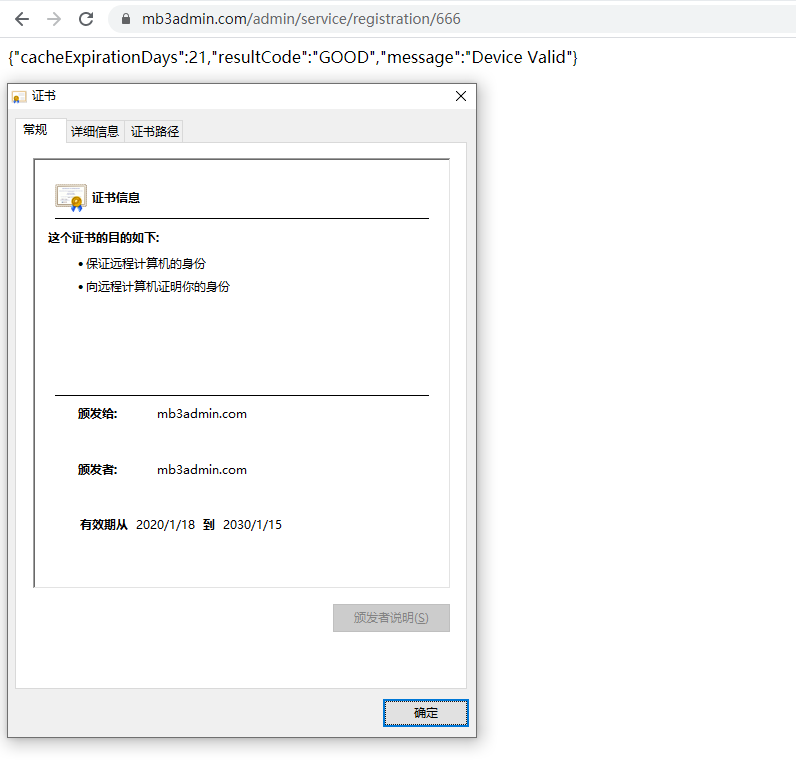 mb3admin.com/admin/service/registration/666
{"cacheExpirationDays":21,"resultCode":"GOOD","message":"Device Valid"}
证书
常规 详细信息 证书路径
证书信息
这个证书的目的如下:
• 保证远程计算机的身份
• 向远程计算机证明你的身份
颁发给: mb3admin.com
颁发者: mb3admin.com
有效期从 2020/1/18 到 2030/1/15
颁发者说明(S)
确定